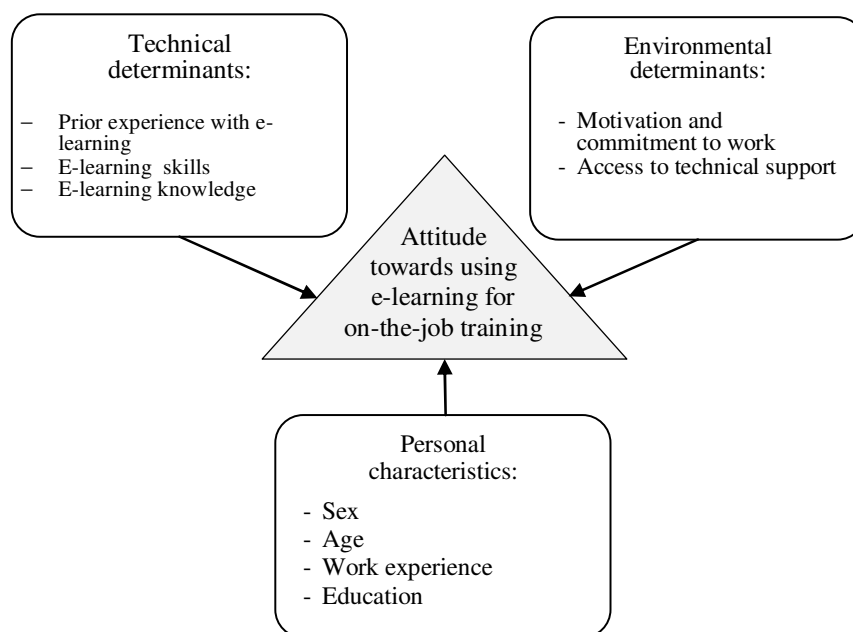 Technical
determinants:
– Prior experience with e-
learning
– E-learning skills
– E-learning knowledge
Environmental
determinants:
- Motivation and
commitment to work
- Access to technical support
Attitude
towards using
e-learning for
on-the-job training
Personal
characteristics:
- Sex
- Age
- Work experience
- Education